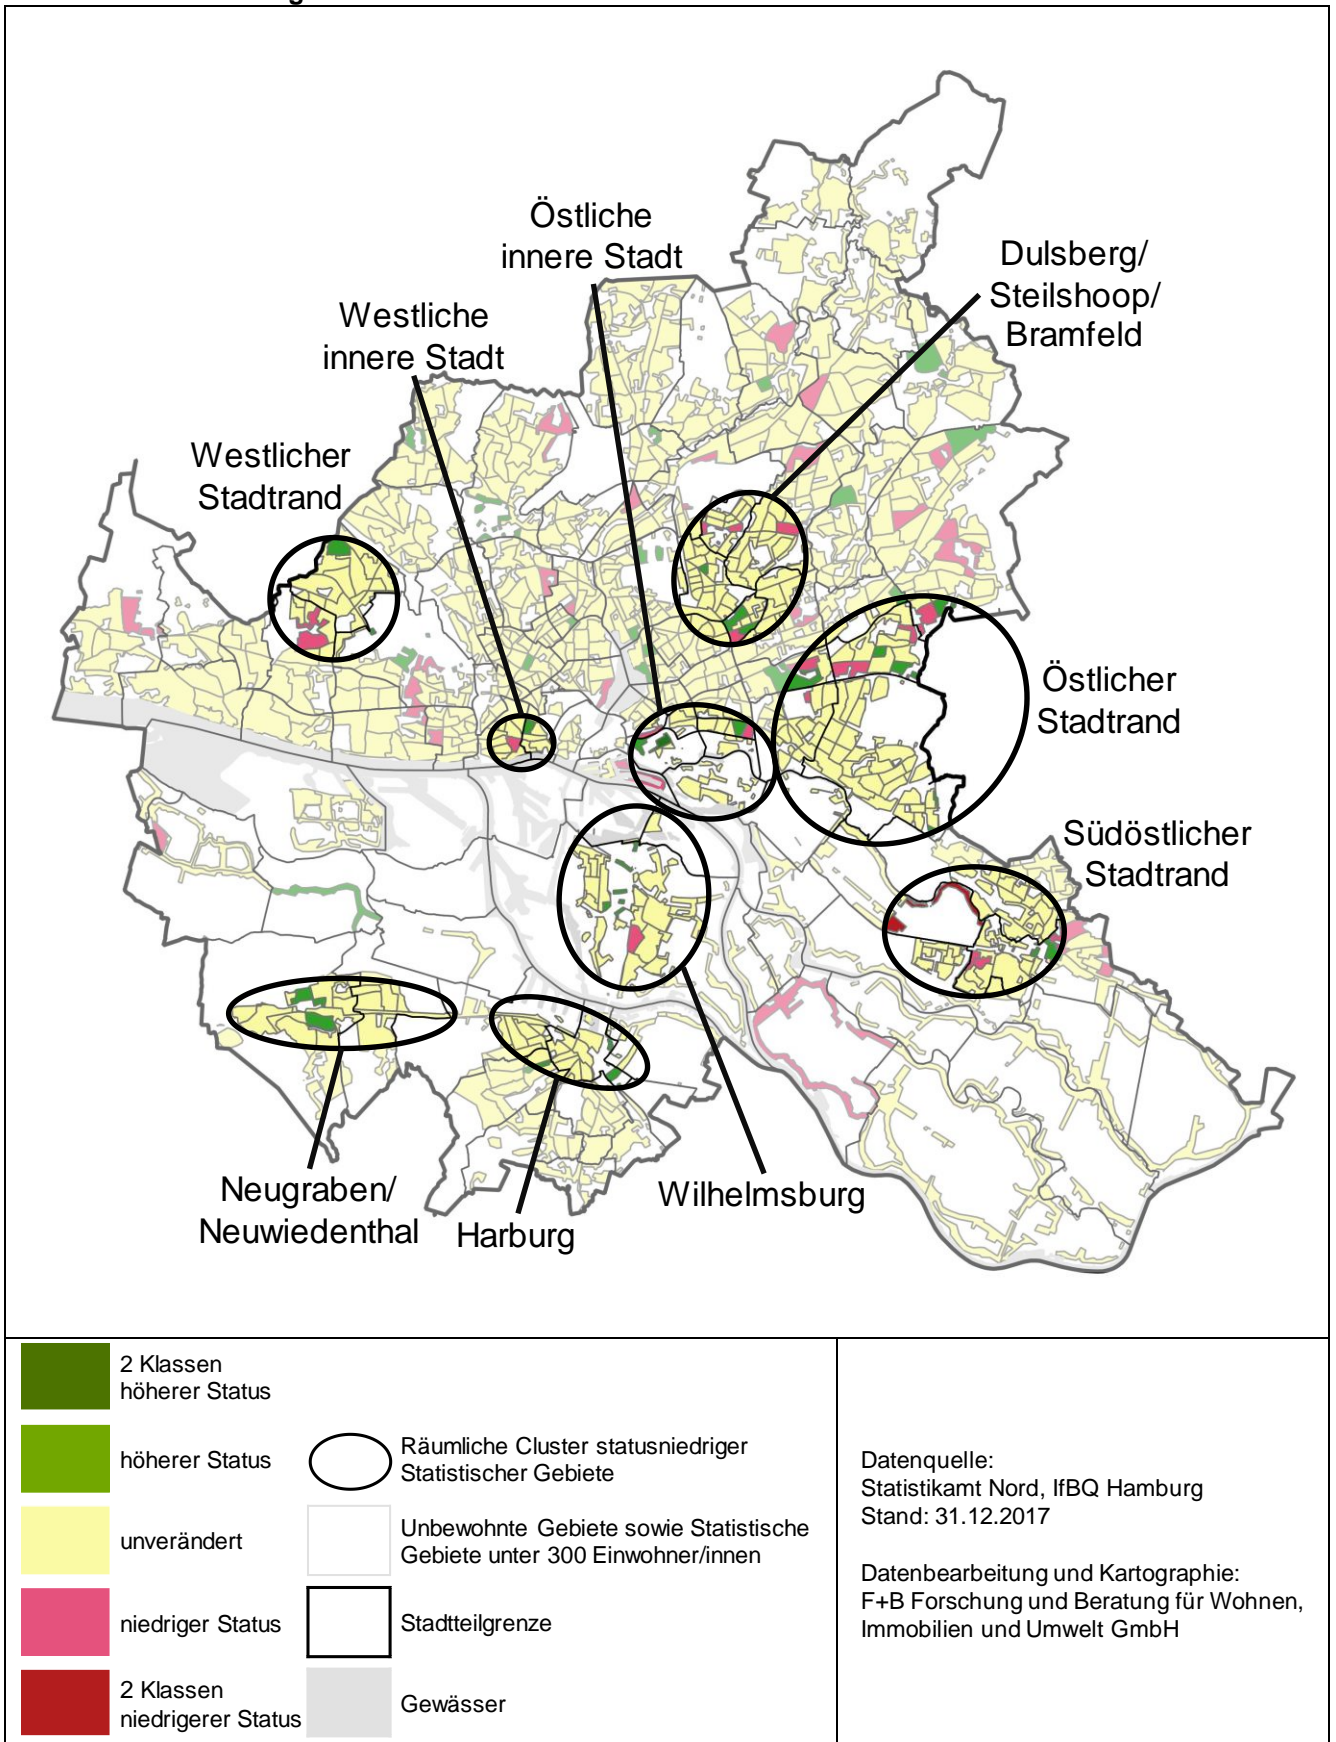 Östliche
innere Stadt
Dulsberg/
Steilshoop/
Bramfeld
Westliche
innere Stadt
Westlicher
Stadtrand
Östlicher
Stadtrand
Südöstlicher
Stadtrand
Neugraben/
Neuwiedenthal
Harburg
Wilhelmsburg
2 Klassen
höherer Status
höherer Status
unverändert
niedriger Status
2 Klassen
niedrigerer Status
Räumliche Cluster statusniedriger
Statistischer Gebiete
Unbewohnte Gebiete sowie Statistische
Gebiete unter 300 Einwohner/innen
Stadtteilgrenze
Gewässer
Datenquelle:
Statistikamt Nord, IfBQ Hamburg
Stand: 31.12.2017
Datenbearbeitung und Kartographie:
F+B Forschung und Beratung für Wohnen,
Immobilien und Umwelt GmbH